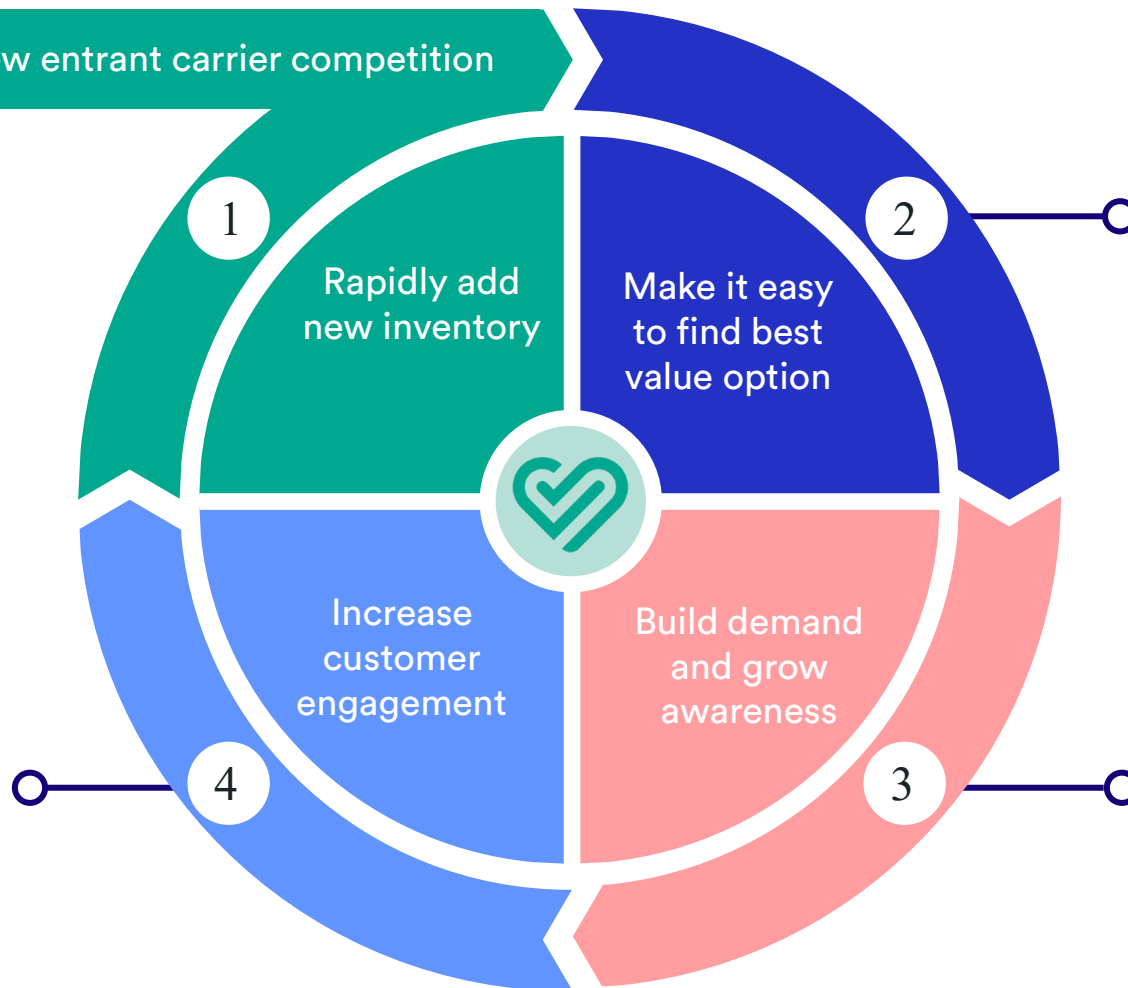 entrant carrier competition
1
2
Rapidly add
new inventory
Make it easy
to find best
value option
Increase
customer
engagement
Build demand
and grow
awareness
4
3